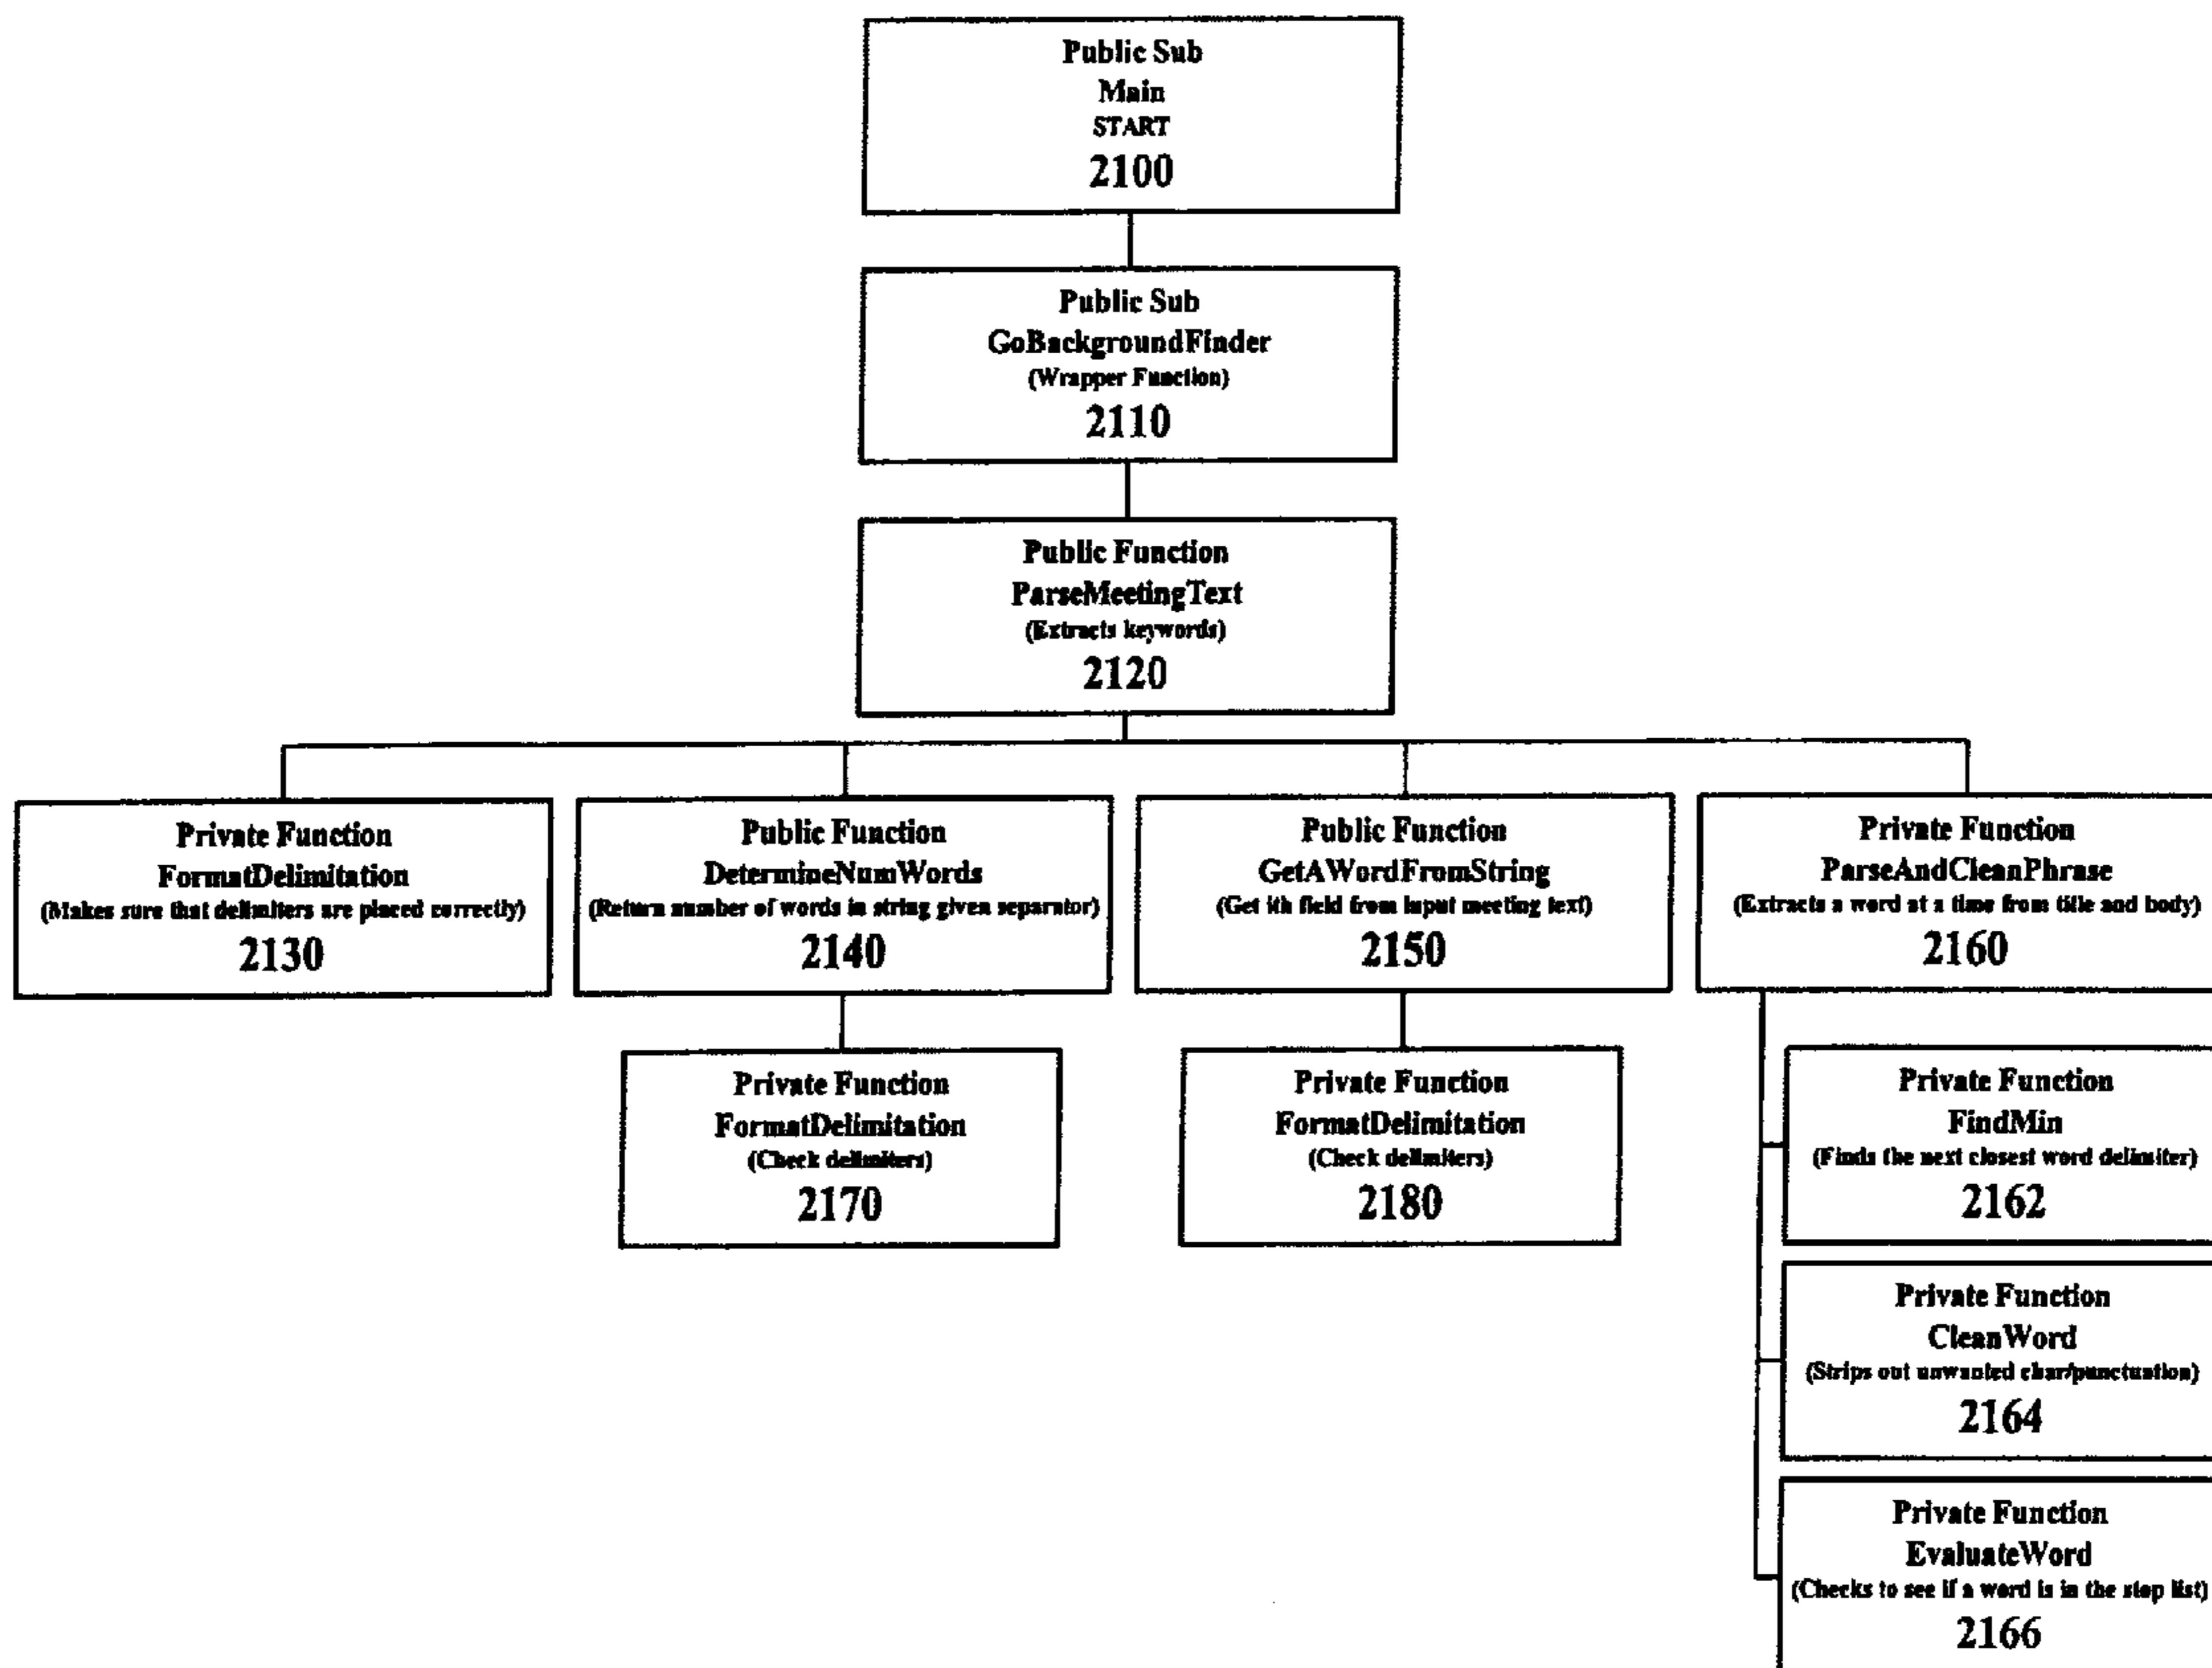 Public Sub
Main
START
2100
Public Sub
GoBackgroundFinder
(Wrapper Function)
2110
Public Function
ParseMeetingText
(Extracts keywords)
2120
Private Function
FormatDelimitation
(Makes sure that delimiters are placed correctly)
2130
Public Function
DetermineNumWords
(Return number of words in string given separator)
2140
Public Function
GetAWordFromString
(Get ith field from input meeting text)
2150
Private Function
ParseAndCleanPhrase
(Extracts a word at a time from title and body)
2160
Private Function
FormatDelimitation
(Check delimiters)
2170
Private Function
FormatDelimitation
(Check delimiters)
2180
Private Function
FindMin
(Finds the next closest word delimiter)
2162
Private Function
CleanWord
(Strips out unwanted char/punctuation)
2164
Private Function
EvaluateWord
(Checks to see if a word is in the stop list)
2166